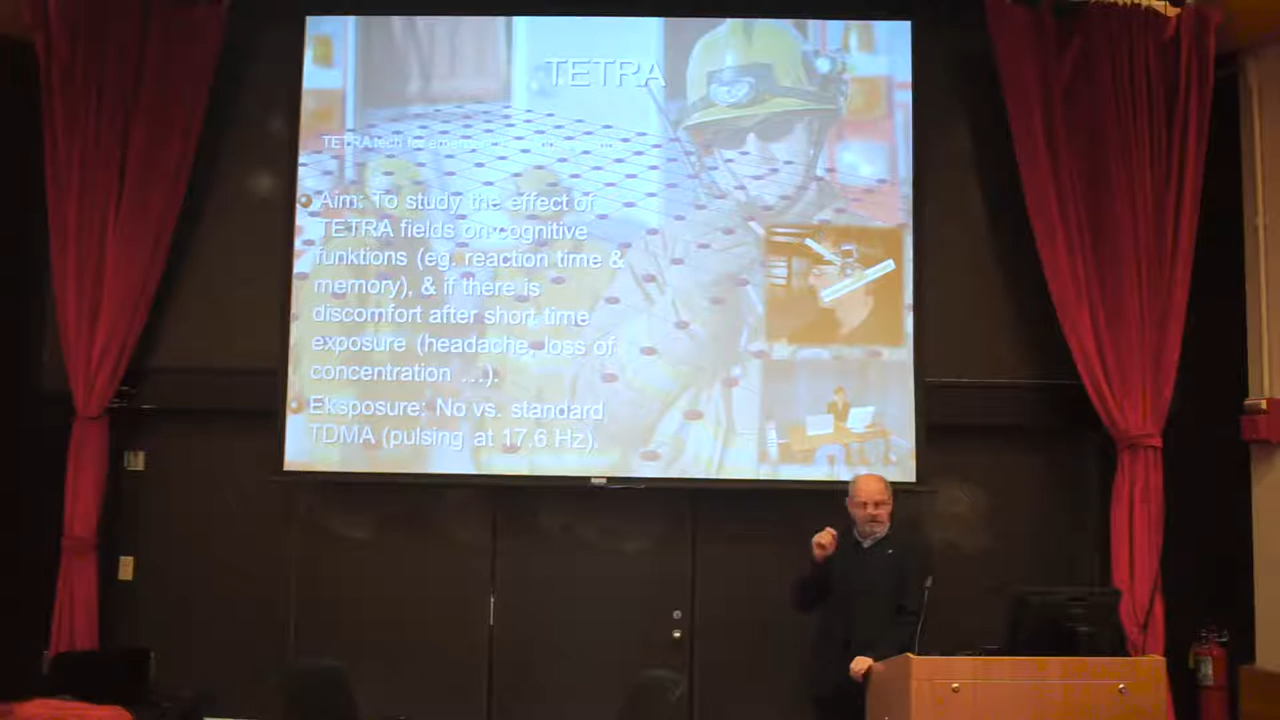 TETRA
TETRA tech for
Aim: To study the effect of
TETRA fields on cognitive
funktions (eg. reaction time &
memory), & if there is
discomfort after short time
exposure (headache, loss of
concentration ...).
Eksposure: No vs. standard
TDMA (pulsing at 17.6 Hz).